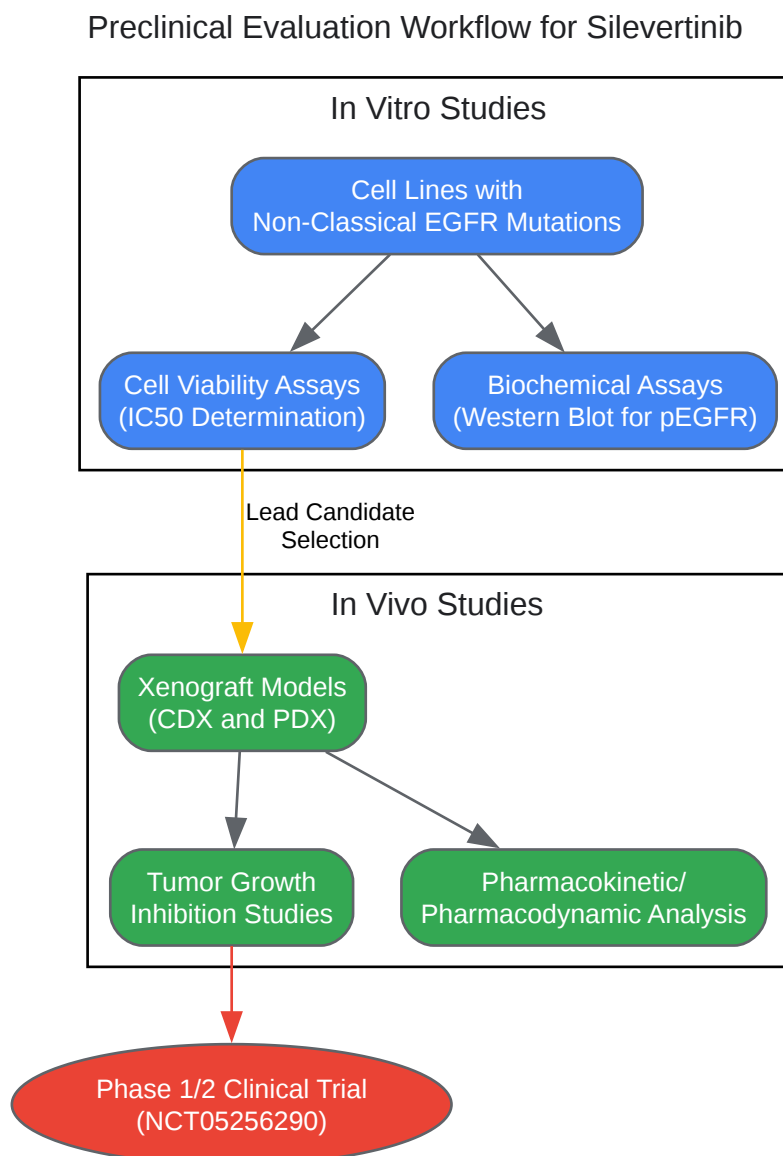 Preclinical Evaluation Workflow for Silevertinib
In Vitro Studies
Cell Lines with
Non-Classical EGFR Mutations
Cell Viability Assays
(IC50 Determination)
Biochemical Assays
(Western Blot for pEGFR)
Lead Candidate
Selection
In Vivo Studies
Xenograft Models
(CDX and PDX)
Tumor Growth
Inhibition Studies
Pharmacokinetic/
Pharmacodynamic Analysis
Phase 1/2 Clinical Trial
(NCT05256290)